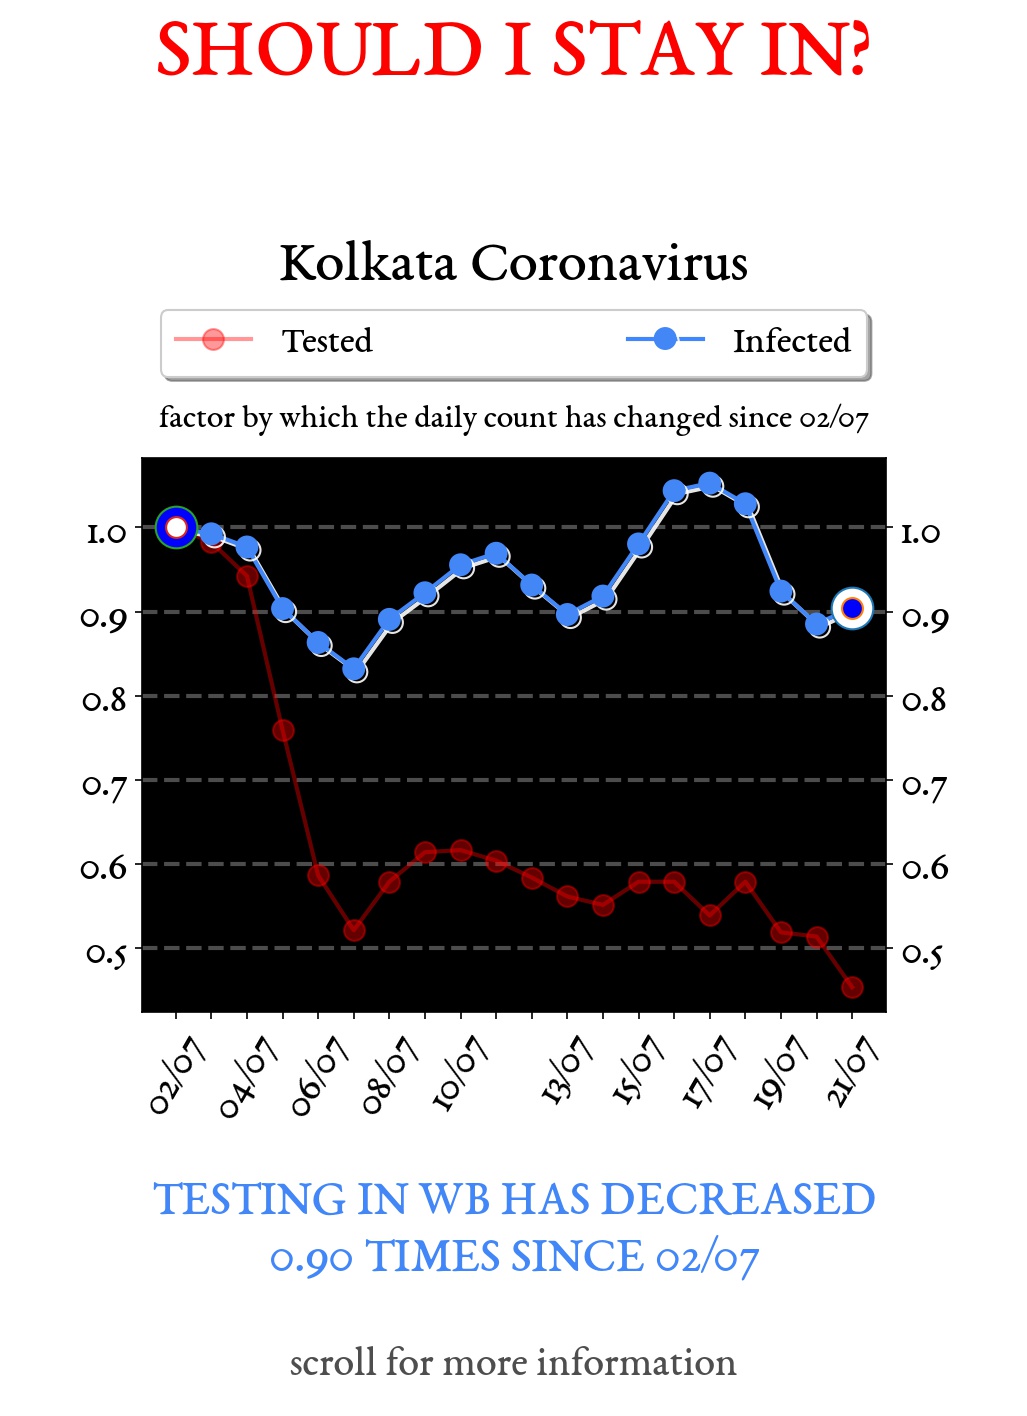 SHOULD I STAY IN?
Kolkata Coronavirus
Tested Infected
factor by which the daily count has changed since 02/07
1.0 1.0
0.9 0.9
0.8 0.8
0.7 0.7
0.6 0.6
0.5 0.5
02/07 04/07 06/07 08/07 10/07 13/07 15/07 17/07 19/07 21/07
TESTING IN WB HAS DECREASED
0.90 TIMES SINCE 02/07
scroll for more information